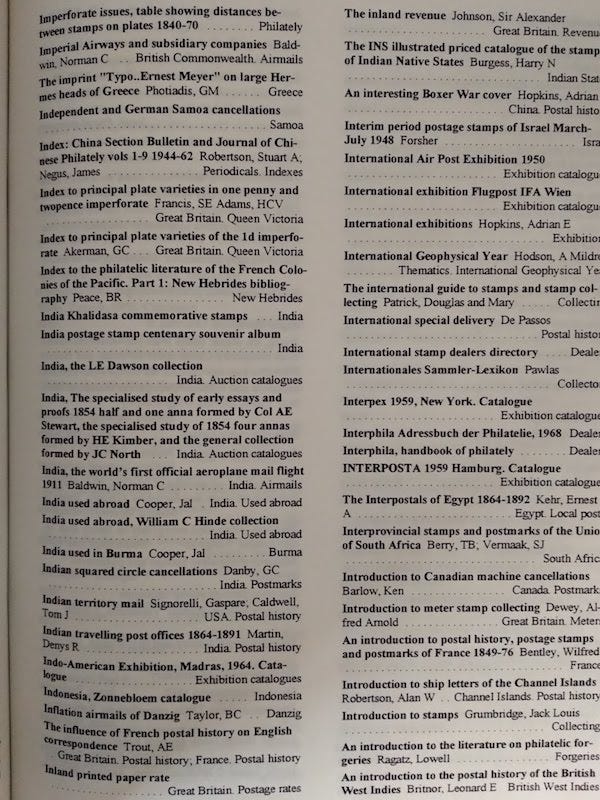 Imperforate issues, table showing distances be-
tween stamps on plates 1840-70 ...... Philately
Imperial Airways and subsidiary companies Bald-
win, Norman C .. British Commonwealth. Airmails
The imprint "Typo..Ernest Meyer" on large Her-
mes heads of Greece Photiadis, GM ...... Greece
Independent and German Samoa cancellations
...... Samoa
Index: China Section Bulletin and Journal of Chi-
nese Philately vols 1-9 1944-62 Robertson, Stuart A;
Negus, James ...... Periodicals. Indexes
Index to principal plate varieties in one penny and
twopence imperforate Francis, SE Adams, HCV
...... Great Britain. Queen Victoria
Index to principal plate varieties of the 1d imperfo-
rate Akerman, GC ... Great Britain. Queen Victoria
Index to the philatelic literature of the French Colo-
nies of the Pacific. Part 1: New Hebrides bibliog-
raphy Peace, BR ...... New Hebrides
India Khalidasa commemorative stamps ... India
India postage stamp centenary souvenir album
...... India
India, the LE Dawson collection
...... India. Auction catalogues
India, The specialised study of early essays and
proofs 1854 half and one anna formed by Col AE
Stewart, the specialised study of 1854 four annas
formed by HE Kimber, and the general collection
formed by JC North .... India. Auction catalogues
India, the world's first official aeroplane mail flight
1911 Baldwin, Norman C ...... India. Airmails
India used abroad Cooper, Jal . India. Used abroad
India used abroad, William C Hinde collection
...... India. Used abroad
India used in Burma Cooper, Jal ...... Burma
Indian squared circle cancellations Danby, GC
...... India. Postmarks
Indian territory mail Signorelli, Gaspare; Caldwell,
Tom J ...... USA. Postal history
Indian travelling post offices 1864-1891 Martin,
Denys R ...... India. Postal history
Indo-American Exhibition, Madras, 1964. Cata-
logue ...... Exhibition catalogues
Indonesia, Zonnebloem catalogue ..... Indonesia
Inflation airmails of Danzig Taylor, BC .. Danzig
The influence of French postal history on English
correspondence Trout, AE
. Great Britain. Postal history; France. Postal history
Inland printed paper rate
...... Great Britain. Postage rates
The inland revenue Johnson, Sir Alexander
...... Great Britain. Revenu
The INS illustrated priced catalogue of the stamp
of Indian Native States Burgess, Harry N
...... Indian Stat
An interesting Boxer War cover Hopkins, Adrian
...... China. Postal histo
Interim period postage stamps of Israel March-
July 1948 Forsher ...... Isra
International Air Post Exhibition 1950
...... Exhibition catalogu
International exhibition Flugpost IFA Wien
...... Exhibition catalogu
International exhibitions Hopkins, Adrian E
...... Exhibition
International Geophysical Year Hodson, A Mildre
...... Thematics. International Geophysical Yea
The international guide to stamps and stamp col-
lecting Patrick, Douglas and Mary ..... Collectin
International special delivery De Passos
...... Postal histor
International stamp dealers directory .... Dealer
Internationales Sammler-Lexikon Pawlas
...... Collecto
Interpex 1959, New York. Catalogue
...... Exhibition catalogue
Interphila Adressbuch der Philatelie, 1968 Dealer
Interphila, handbook of philately ...... Dealer
INTERPOSTA 1959 Hamburg. Catalogue
...... Exhibition catalogue
The Interpostals of Egypt 1864-1892 Kehr, Ernest
A ...... Egypt. Local post
Interprovincial stamps and postmarks of the Unio
of South Africa Berry, TB; Vermaak, SJ
...... South Afric
Introduction to Canadian machine cancellations
Barlow, Ken ...... Canada. Postmark
Introduction to meter stamp collecting Dewey, Al-
fred Arnold ...... Great Britain. Meter
An introduction to postal history, postage stamps
and postmarks of France 1849-76 Bentley, Wilfred
...... France
Introduction to ship letters of the Channel Islands
Robertson, Alan W .. Channel Islands. Postal history
Introduction to stamps Grumbridge, Jack Louis
...... Collecting
An introduction to the literature on philatelic for-
geries Ragatz, Lowell ...... Forgeries
An introduction to the postal history of the British
West Indies Britnor, Leonard E British West Indies